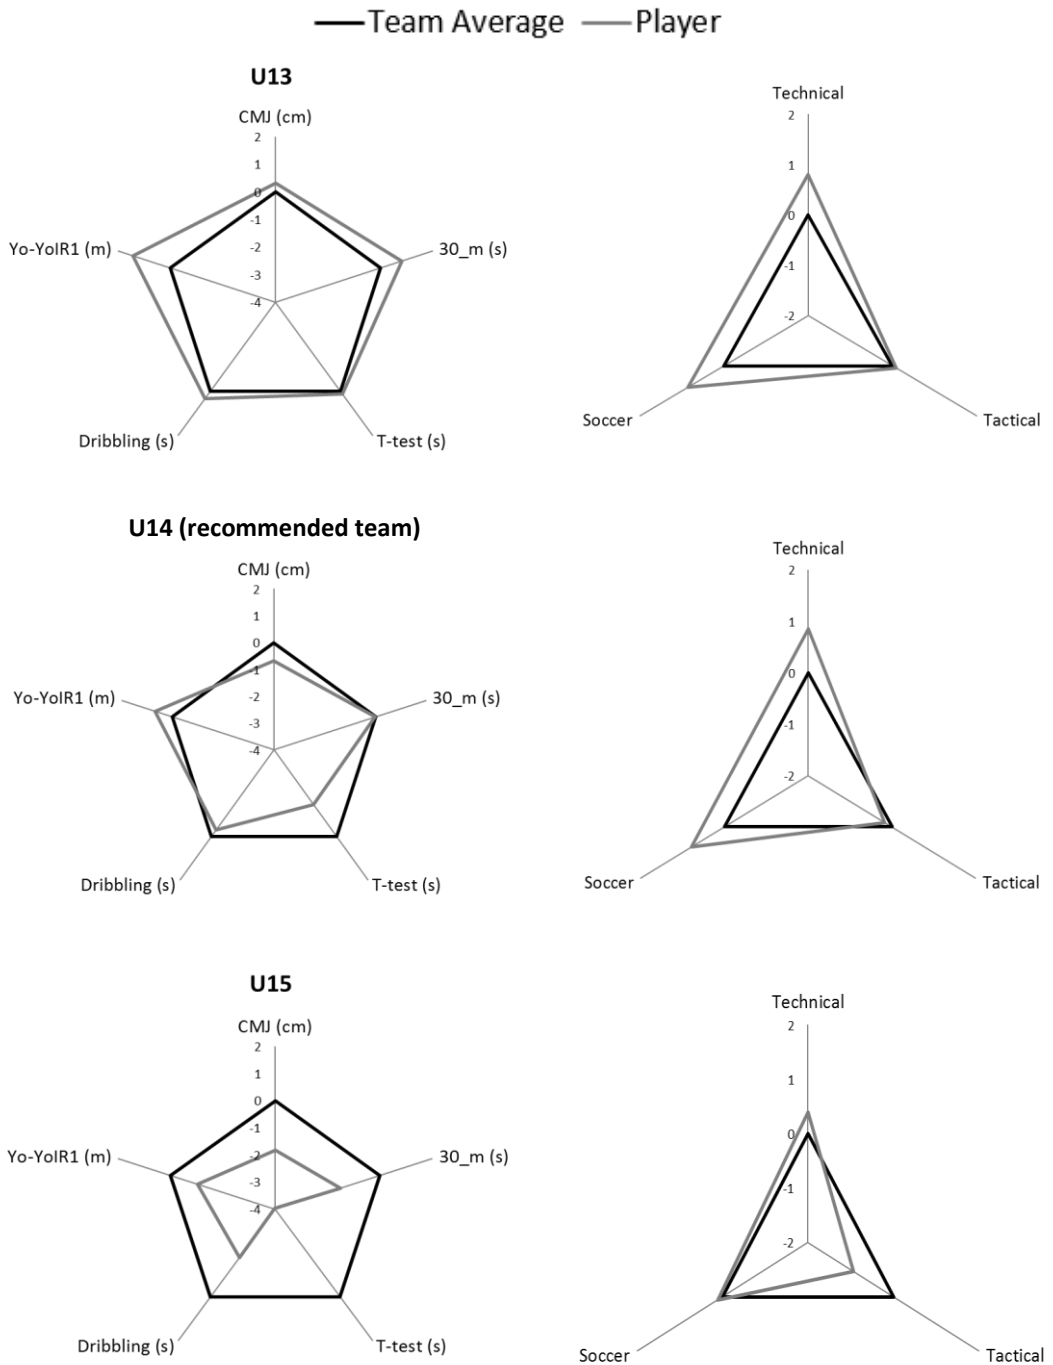 Team Average Player
U13
CMJ (cm)
2
1
0
-1
-2
-3
-4
Yo-YoIR1 (m)
30_m (s)
Dribbling (s)
T-test (s)
Technical
2
1
0
-1
-2
Soccer
Tactical
U14 (recommended team)
CMJ (cm)
2
1
0
-1
-2
-3
-4
Yo-YoIR1 (m)
30_m (s)
Dribbling (s)
T-test (s)
Technical
2
1
0
-1
-2
Soccer
Tactical
U15
CMJ (cm)
2
1
0
-1
-2
-3
-4
Yo-YoIR1 (m)
30_m (s)
Dribbling (s)
T-test (s)
Technical
2
1
0
-1
-2
Soccer
Tactical